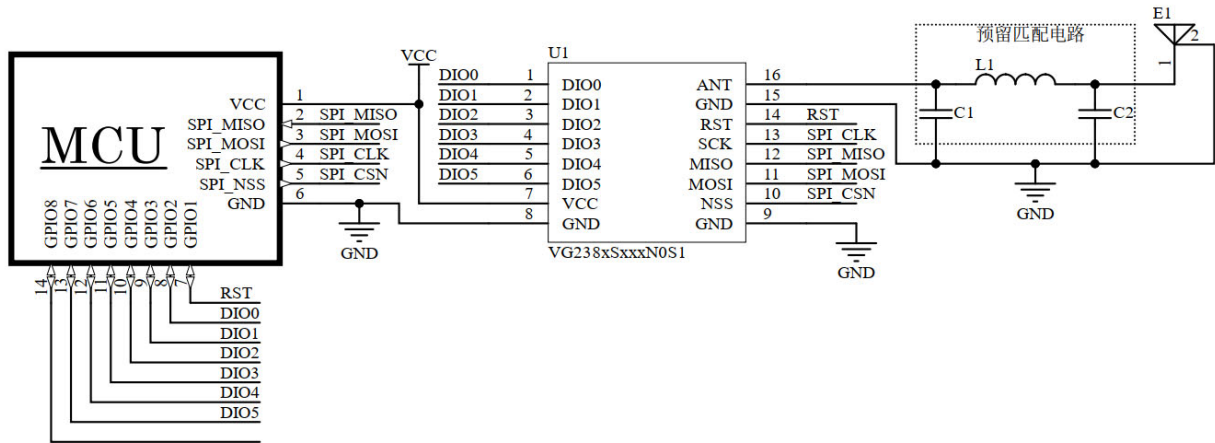 MCU
VCC
SPI_MISO
SPI_MOSI
SPI_CLK
SPI_NSS
GND
1
2
3
4
5
6
SPI_MISO
SPI_MOSI
SPI_CLK
SPI_CSN
VCC
GND
GPIO8
GPIO7
GPIO6
GPIO5
GPIO4
GPIO3
GPIO2
GPIO1
14
13
12
11
10
9
8
7
RST
DIO0
DIO1
DIO2
DIO3
DIO4
DIO5
U1
DIO0 1 DIO0
DIO1 2 DIO1
DIO2 3 DIO2
DIO3 4 DIO3
DIO4 5 DIO4
DIO5 6 DIO5
7 VCC
8 GND
ANT 16
GND 15
RST 14 RST
SCK 13 SPI_CLK
MISO 12 SPI_MISO
MOSI 11 SPI_MOSI
NSS 10 SPI_CSN
GND 9
VG238xSxxxN0S1
GND
预留匹配电路
L1
C1
C2
GND
E1
2
1